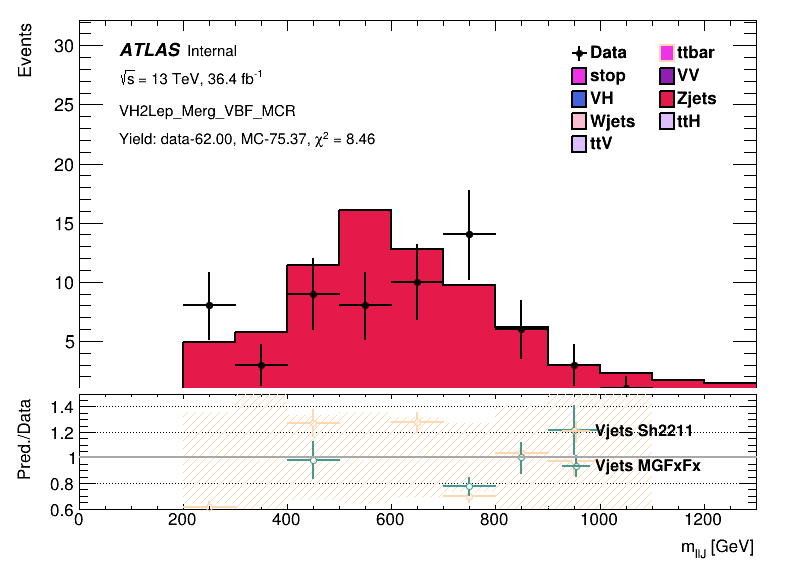 Events
30
25
20
15
10
5
ATLAS Internal
√s = 13 TeV, 36.4 fb⁻¹
VH2Lep_Merg_VBF_MCR
Yield: data-62.00, MC-75.37, χ² = 8.46
Data
ttbar
stop
VV
VH
Zjets
Wjets
ttH
ttV
Pred./Data
1.4
1.2
1
0.8
0.6
Vjets Sh2211
Vjets MGFxFx
0 200 400 600 800 1000 1200
m_llJ [GeV]